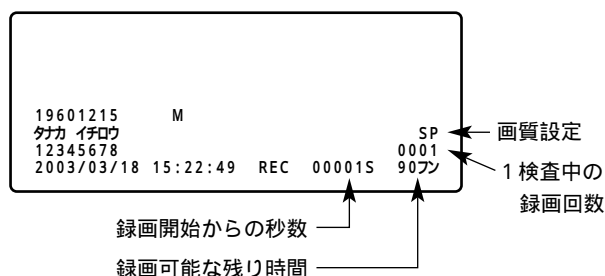 19601215 M
タナカ イチロウ
SP
画質設定
12345678
0001
1検査中の
録画回数
2003/03/18 15:22:49 REC 00001S 90フン
録画開始からの秒数
録画可能な残り時間